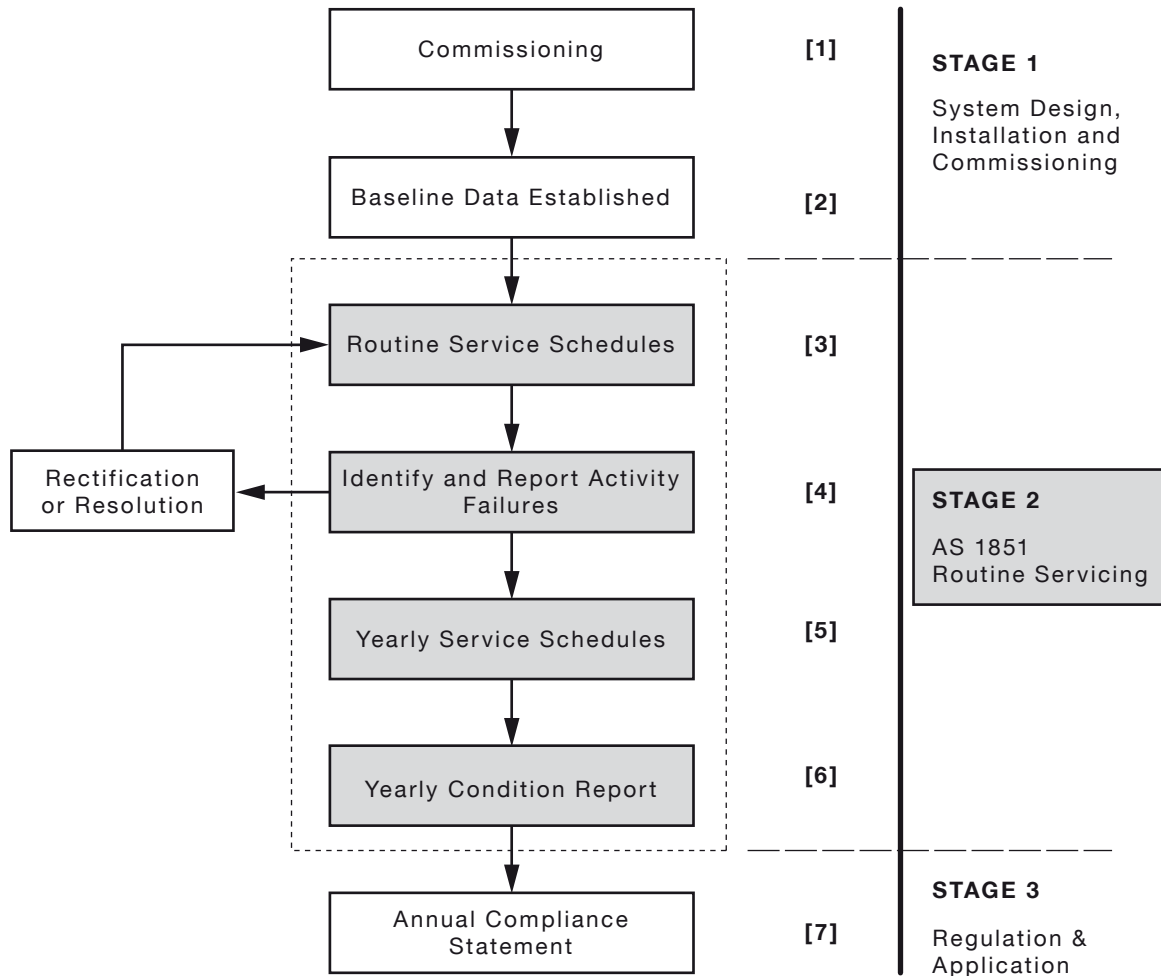 Commissioning
[1]
STAGE 1
System Design,
Installation and
Commissioning
Baseline Data Established
[2]
Routine Service Schedules
[3]
Rectification
or Resolution
Identify and Report Activity
Failures
[4]
STAGE 2
AS 1851
Routine Servicing
Yearly Service Schedules
[5]
Yearly Condition Report
[6]
Annual Compliance
Statement
[7]
STAGE 3
Regulation &
Application